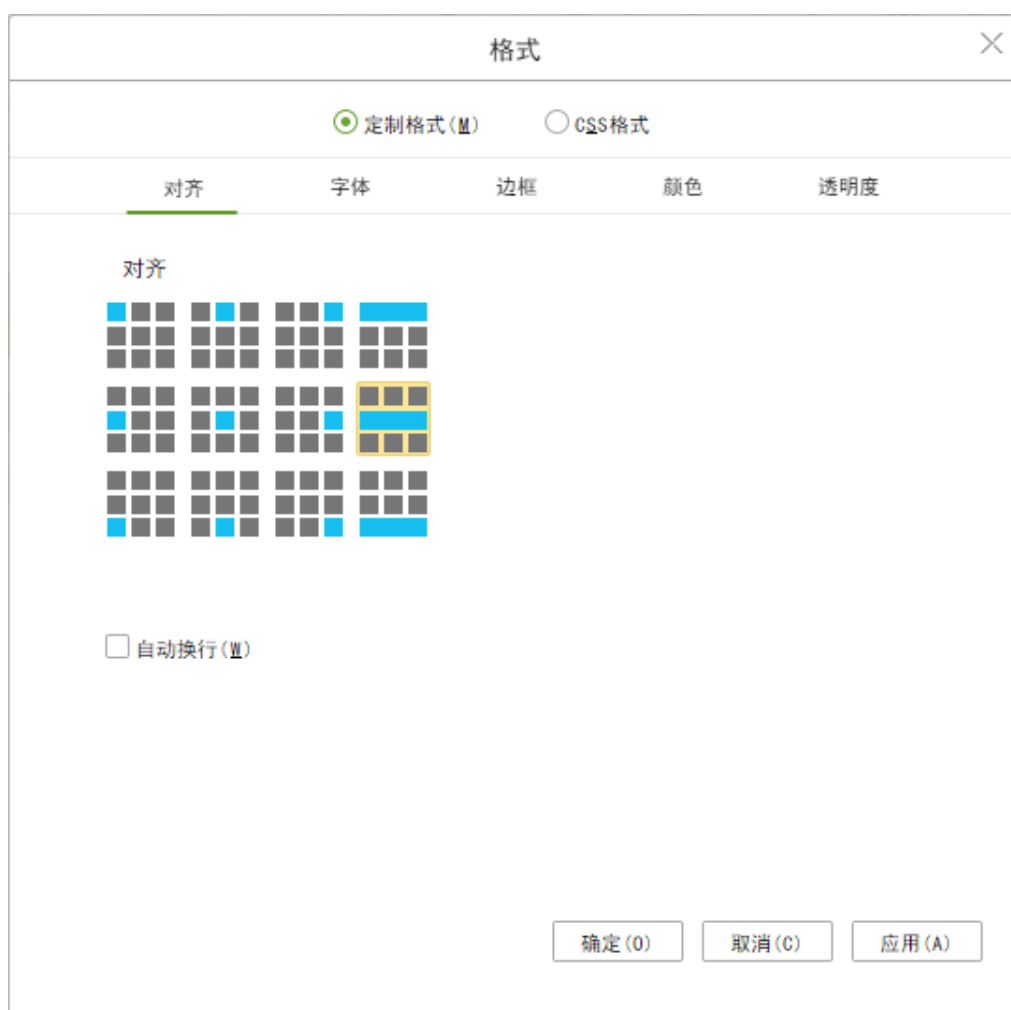 格式
定制格式(M) CSS格式
对齐 字体 边框 颜色 透明度
对齐
自动换行(W)
确定(O) 取消(C) 应用(A)